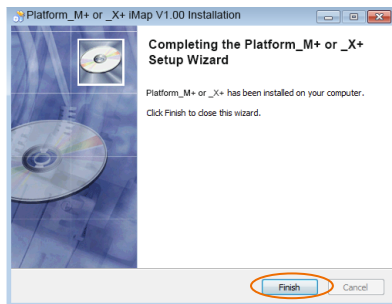 Platform_M+ or _X+ iMap V1.00 Installation
Completing the Platform_M+ or _X+
Setup Wizard
Platform_M+ or _X+ has been installed on your computer.
Click Finish to close this wizard.
Finish
Cancel